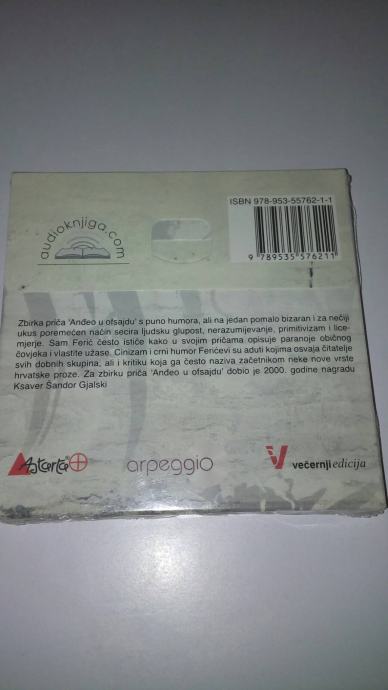 audioknjiga.com
ISBN 978-953-55762-1-1
9 789535 576211
Zbirka priča 'Anđeo u ofsajdu' s puno humora, ali na jedan pomalo bizaran i za nečiji
ukus poremećen način secira ljudsku glupost, nerazumijevanje, primitivizam i lice-
mjerje. Sam Ferić često ističe kako u svojim pričama opisuje paranoje običnog
čovjeka i vlastite užase. Cinizam i crni humor Ferićevi su aduti kojima osvaja čitatelje
svih dobnih skupina, ali i kritiku koja ga često naziva začetnikom neke nove vrste
hrvatske proze. Za zbirku priča 'Anđeo u ofsajdu' dobio je 2000. godine nagradu
Ksaver Šandor Gjalski
Astarta
arpeggio
večernji edicija